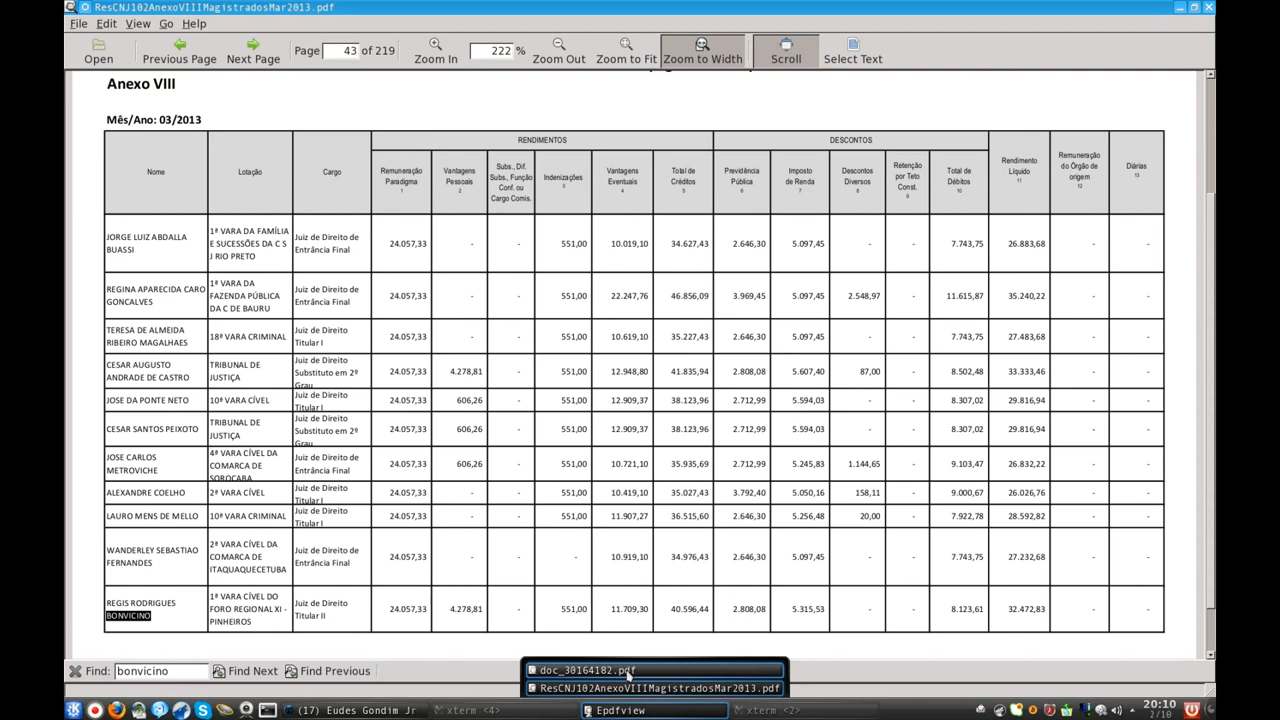 ResCNJ102AnexoVIIIMagistradosMar2013.pdf
File Edit View Go Help
Open Previous Page Next Page Page 43 of 219 Zoom In 222 % Zoom Out Zoom to Fit Zoom to Width Scroll Select Text
Anexo VIII
Mês/Ano: 03/2013
RENDIMENTOS DESCONTOS
Nome
Lotação
Cargo
Remuneração
Paradigma
1
Vantagens
Pessoais
2
Subs., Dif.
Subs., Função
Conf. ou
Cargo Comis.
Indenizações
3
Vantagens
Eventuais
4
Total de
Créditos
5
Previdência
Pública
6
Imposto
de Renda
7
Descontos
Diversos
8
Retenção
por Teto
Const.
9
Total de
Débitos
10
Rendimento
Líquido
11
Remuneração
do Órgão de
origem
12
Diárias
13
JORGE LUIZ ABDALLA
BUASSI
1ª VARA DA FAMÍLIA
E SUCESSÕES DA C S
J RIO PRETO
Juiz de Direito de
Entrância Final
24.057,33 - - 551,00 10.019,10 34.627,43 2.646,30 5.097,45 - - 7.743,75 26.883,68 - -
REGINA APARECIDA CARO
GONCALVES
1ª VARA DA
FAZENDA PÚBLICA
DA C DE BAURU
Juiz de Direito de
Entrância Final
24.057,33 - - 551,00 22.247,76 46.856,09 3.969,45 5.097,45 2.548,97 - 11.615,87 35.240,22 - -
TERESA DE ALMEIDA
RIBEIRO MAGALHAES
18ª VARA CRIMINAL
Juiz de Direito
Titular I
24.057,33 - - 551,00 10.619,10 35.227,43 2.646,30 5.097,45 - - 7.743,75 27.483,68 - -
CESAR AUGUSTO
ANDRADE DE CASTRO
TRIBUNAL DE
JUSTIÇA
Juiz de Direito
Substituto em 2º
Grau
24.057,33 4.278,81 - 551,00 12.948,80 41.835,94 2.808,08 5.607,40 87,00 - 8.502,48 33.333,46 - -
JOSE DA PONTE NETO
10ª VARA CÍVEL
Juiz de Direito
Titular I
24.057,33 606,26 - 551,00 12.909,37 38.123,96 2.712,99 5.594,03 - - 8.307,02 29.816,94 - -
CESAR SANTOS PEIXOTO
TRIBUNAL DE
JUSTIÇA
Juiz de Direito
Substituto em 2º
Grau
24.057,33 606,26 - 551,00 12.909,37 38.123,96 2.712,99 5.594,03 - - 8.307,02 29.816,94 - -
JOSE CARLOS
METROVICHE
4ª VARA CÍVEL DA
COMARCA DE
SOROCABA
Juiz de Direito de
Entrância Final
24.057,33 606,26 - 551,00 10.721,10 35.935,69 2.712,99 5.245,83 1.144,65 - 9.103,47 26.832,22 - -
ALEXANDRE COELHO
2ª VARA CÍVEL
Juiz de Direito
Titular I
24.057,33 - - 551,00 10.419,10 35.027,43 3.792,40 5.050,16 158,11 - 9.000,67 26.026,76 - -
LAURO MENS DE MELLO
10ª VARA CRIMINAL
Juiz de Direito
Titular I
24.057,33 - - 551,00 11.907,27 36.515,60 2.646,30 5.256,48 20,00 - 7.922,78 28.592,82 - -
WANDERLEY SEBASTIAO
FERNANDES
2ª VARA CÍVEL DA
COMARCA DE
ITAQUAQUECETUBA
Juiz de Direito de
Entrância Final
24.057,33 - - - 10.919,10 34.976,43 2.646,30 5.097,45 - - 7.743,75 27.232,68 - -
REGIS RODRIGUES
BONVICINO
1ª VARA CÍVEL DO
FORO REGIONAL XI -
PINHEIROS
Juiz de Direito
Titular II
24.057,33 4.278,81 - 551,00 11.709,30 40.596,44 2.808,08 5.315,53 - - 8.123,61 32.472,83 - -
Find: bonvicino Find Next Find Previous
doc_30164182.pdf
ResCNJ102AnexoVIIIMagistradosMar2013.pdf
(17) Eudes Gondim Jr xterm <4> Epdfview xterm <2>
20:10
2/10